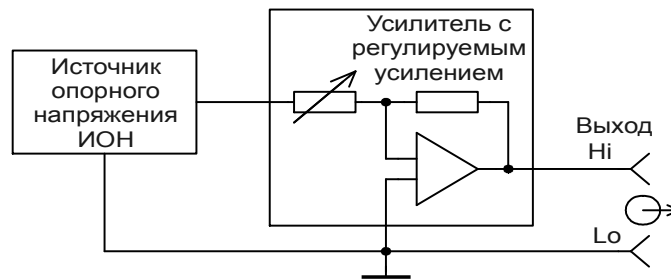 Источник
опорного
напряжения
ИОН
Усилитель с
регулируемым
усилением
Выход
Hi
Lo